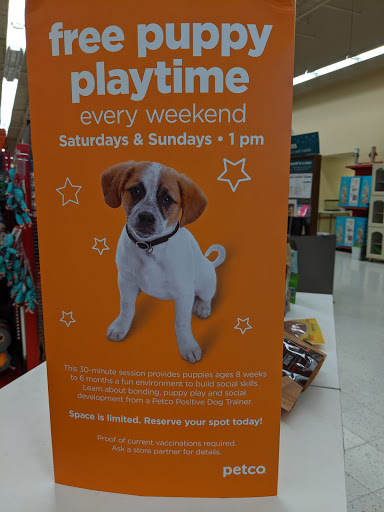 free puppy
playtime
every weekend
Saturdays & Sundays • 1 pm
This 30-minute session provides puppies ages 8 weeks
to 6 months a fun environment to build social skills.
Learn about bonding, puppy play and social
development from a Petco Positive Dog Trainer.
Space is limited. Reserve your spot today!
Proof of current vaccinations required.
Ask a store partner for details.
petco